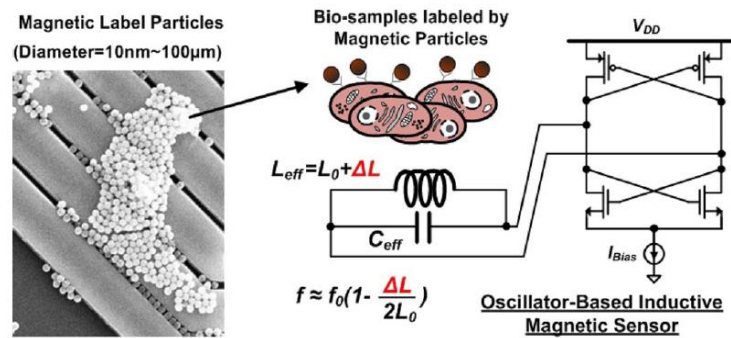 Magnetic Label Particles
(Diameter=10nm~100μm)
Bio-samples labeled by
Magnetic Particles
V_DD
L_eff=L_0+ΔL
C_eff
I_Bias
f ≈ f_0(1- ΔL/2L_0)
Oscillator-Based Inductive
Magnetic Sensor